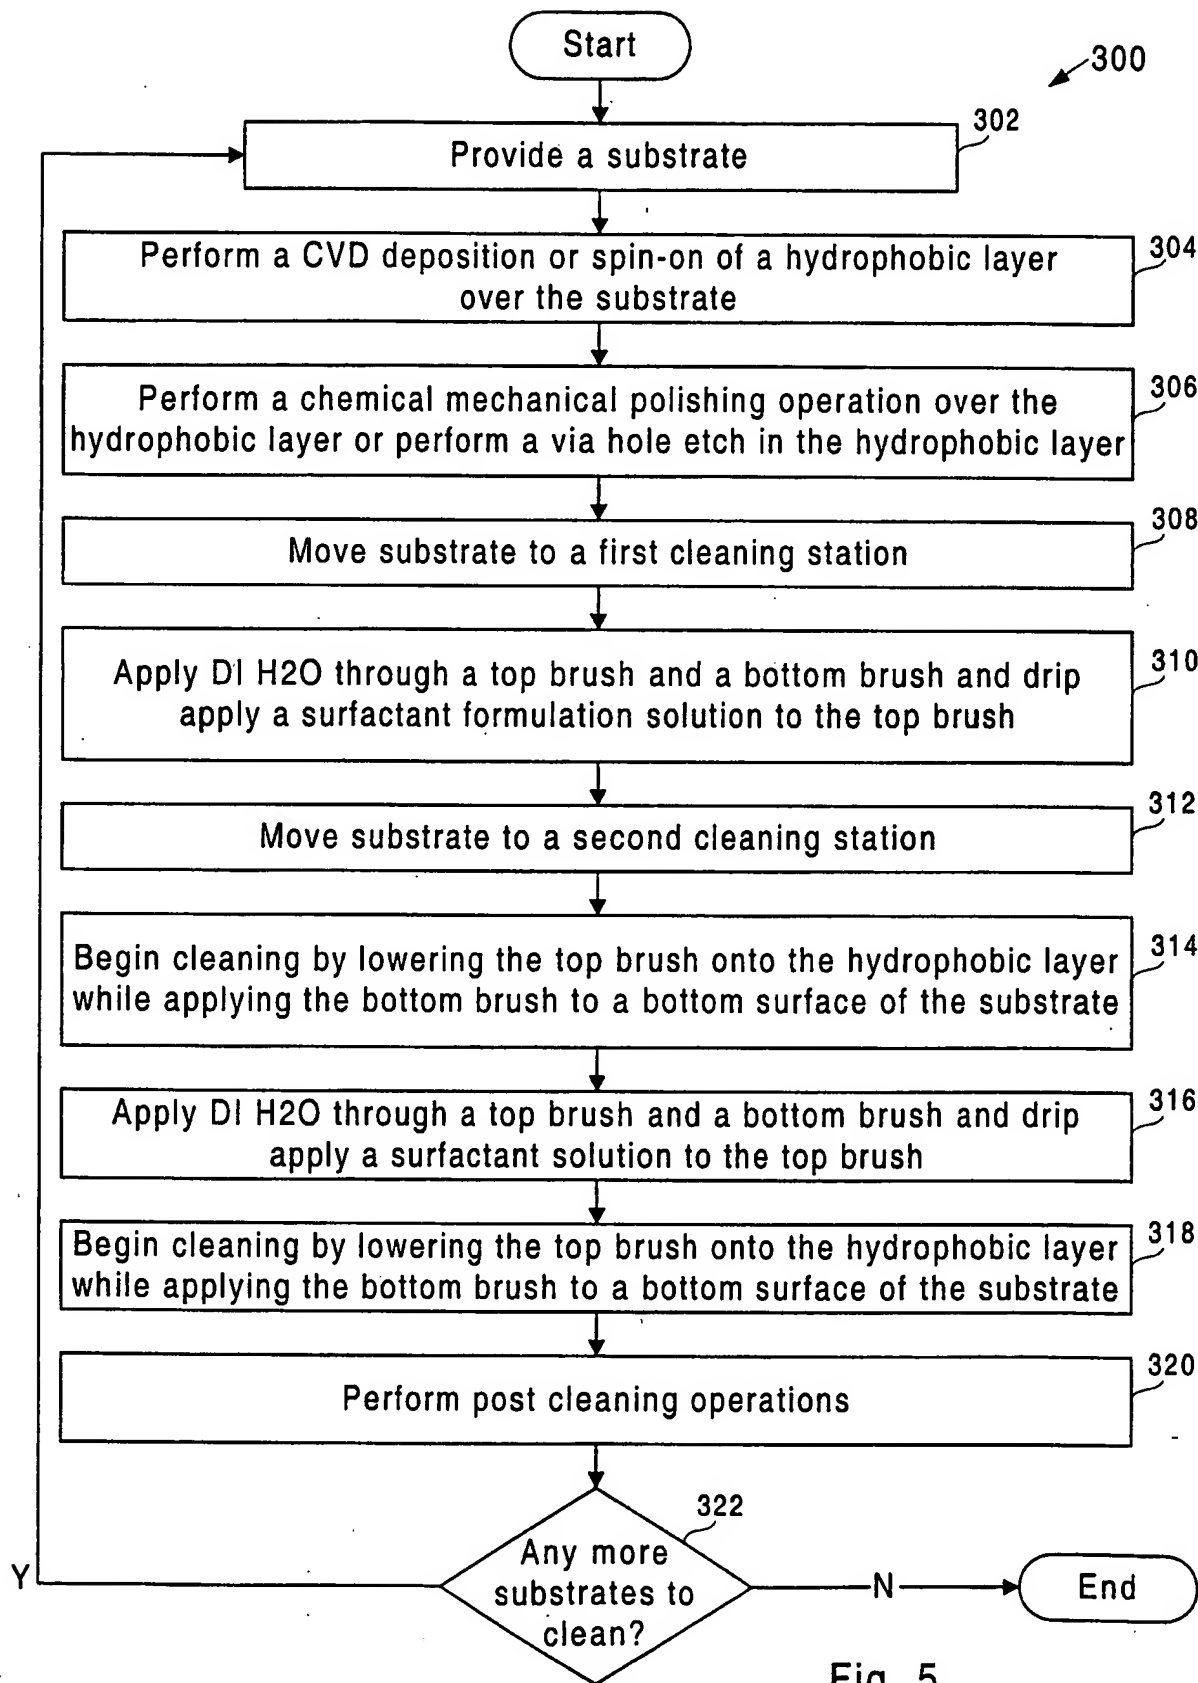 Start
300
302
Provide a substrate
304
Perform a CVD deposition or spin-on of a hydrophobic layer
over the substrate
306
Perform a chemical mechanical polishing operation over the
hydrophobic layer or perform a via hole etch in the hydrophobic layer
308
Move substrate to a first cleaning station
310
Apply DI H2O through a top brush and a bottom brush and drip
apply a surfactant formulation solution to the top brush
312
Move substrate to a second cleaning station
314
Begin cleaning by lowering the top brush onto the hydrophobic layer
while applying the bottom brush to a bottom surface of the substrate
316
Apply DI H2O through a top brush and a bottom brush and drip
apply a surfactant solution to the top brush
318
Begin cleaning by lowering the top brush onto the hydrophobic layer
while applying the bottom brush to a bottom surface of the substrate
320
Perform post cleaning operations
322
Any more
substrates to
clean?
Y
N
End
Fig. 5